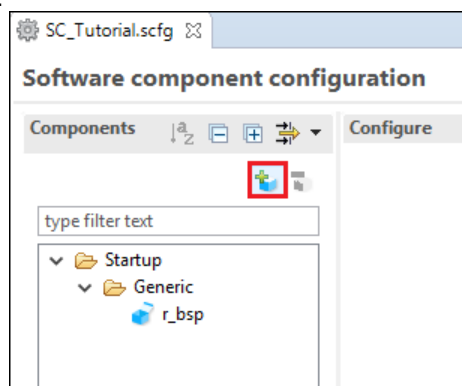 SC_Tutorial.scfg
Software component configuration
Components
Configure
type filter text
Startup
Generic
r_bsp